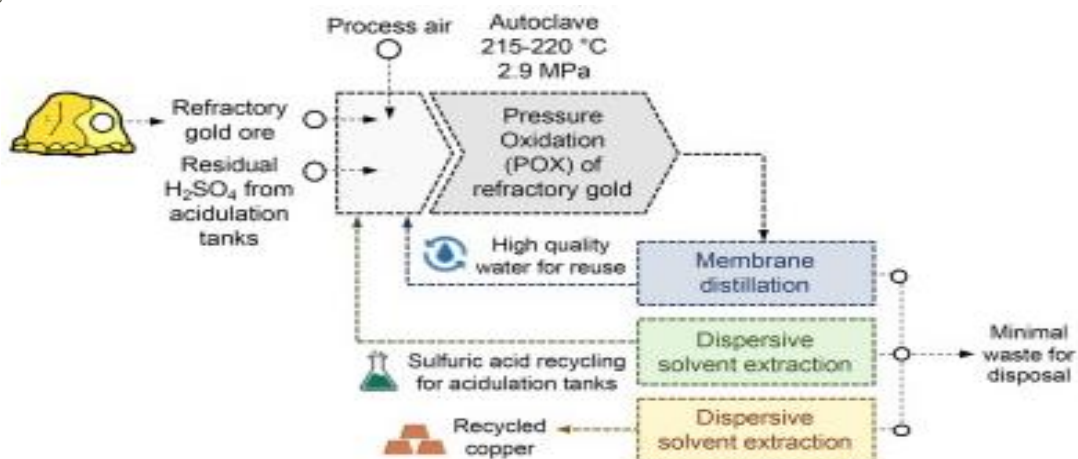 Process air
Autoclave
215-220 °C
2.9 MPa
Refractory
gold ore
Residual
H₂SO₄ from
acidulation
tanks
Pressure
Oxidation
(POX) of
refractory gold
High quality
water for reuse
Membrane
distillation
Sulfuric acid recycling
for acidulation tanks
Dispersive
solvent extraction
Minimal
waste for
disposal
Recycled
copper
Dispersive
solvent extraction